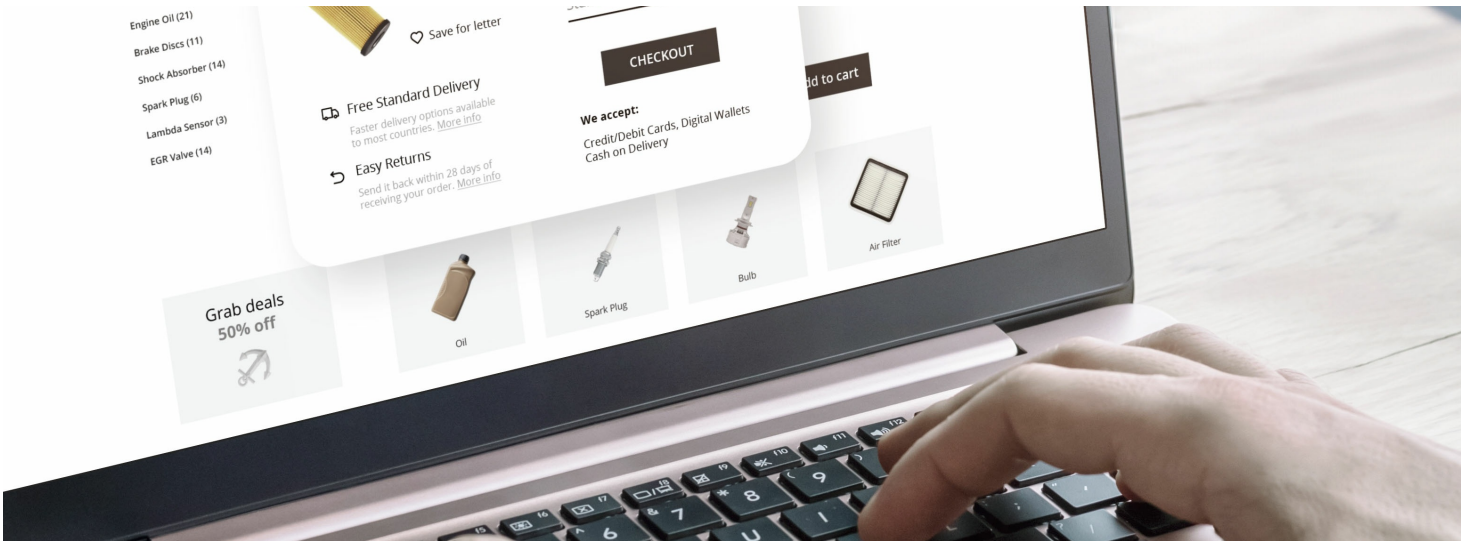 Engine Oil (21)
Brake Discs (11)
Shock Absorber (14)
Spark Plug (6)
Lambda Sensor (3)
EGR Valve (14)
Save for letter
Free Standard Delivery
Faster delivery options available
to most countries. More info
Easy Returns
Send it back within 28 days of
receiving your order. More info
CHECKOUT
We accept:
Credit/Debit Cards, Digital Wallets
Cash on Delivery
to cart
Grab deals
50% off
Oil
Spark Plug
Bulb
Air Filter
f5
f6
f7
f8
f9
f10
f11
f12
^ 6
& 7
* 8
( 9
U
I